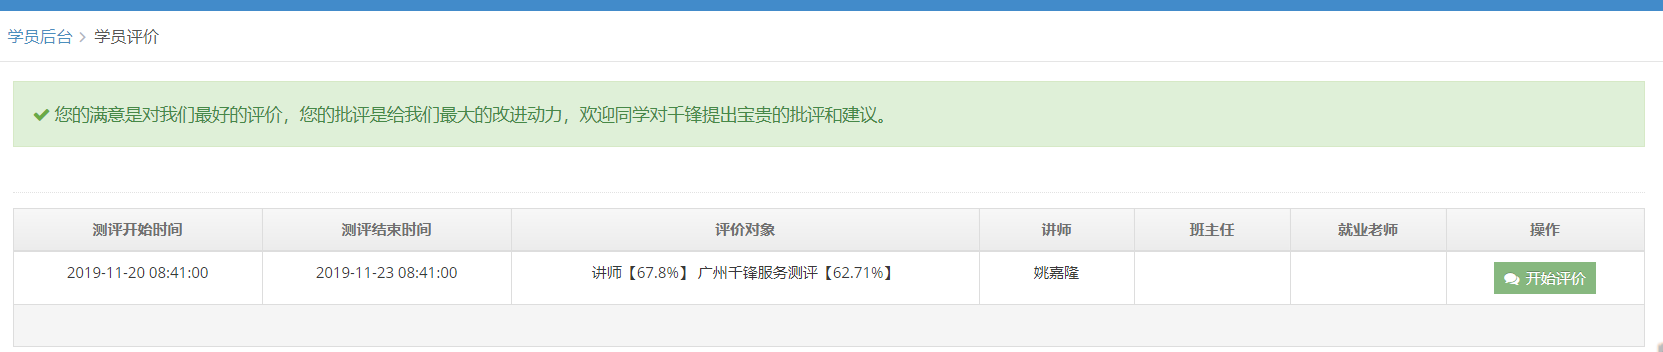 学员后台 > 学员评价
您的满意是对我们最好的评价，您的批评是给我们最大的改进动力，欢迎同学对千锋提出宝贵的批评和建议。
测评开始时间 测评结束时间 评价对象 讲师 班主任 就业老师 操作
2019-11-20 08:41:00 2019-11-23 08:41:00 讲师【67.8%】 广州千锋服务测评【62.71%】 姚嘉隆 开始评价